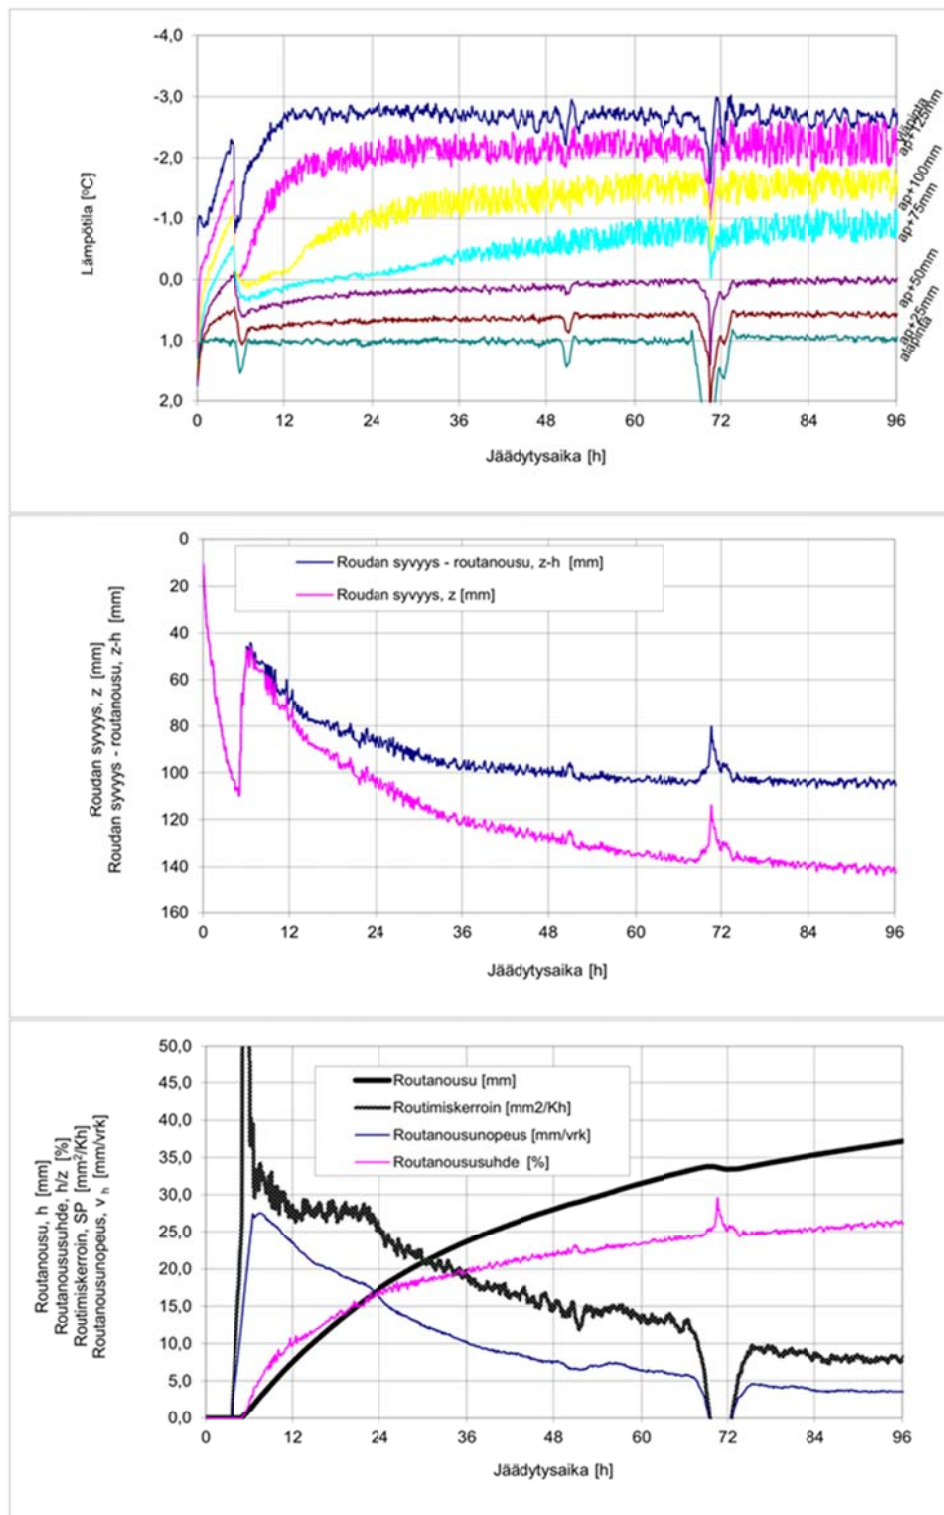 -4,0
-3,0
-2,0
-1,0
0,0
1,0
2,0
Lämpötila [ºC]
ap+125mm
ap+100mm
ap+75mm
ap+50mm
ap+25mm
alapinta
0 12 24 36 48 60 72 84 96
Jäädytysaika [h]
0
20
40
60
80
100
120
140
160
Roudan syvyys, z [mm]
Roudan syvyys - routanousu, z-h [mm]
Roudan syvyys - routanousu, z-h [mm]
Roudan syvyys, z [mm]
0 12 24 36 48 60 72 84 96
Jäädytysaika [h]
50,0
45,0
40,0
35,0
30,0
25,0
20,0
15,0
10,0
5,0
0,0
Routanousu, h [mm]
Routanoususuhde, h/z [%]
Routimiskerroin, SP [mm²/Kh]
Routanousunopeus, v h [mm/vrk]
Routanousu [mm]
Routimiskerroin [mm2/Kh]
Routanousunopeus [mm/vrk]
Routanoususuhde [%]
0 12 24 36 48 60 72 84 96
Jäädytysaika [h]